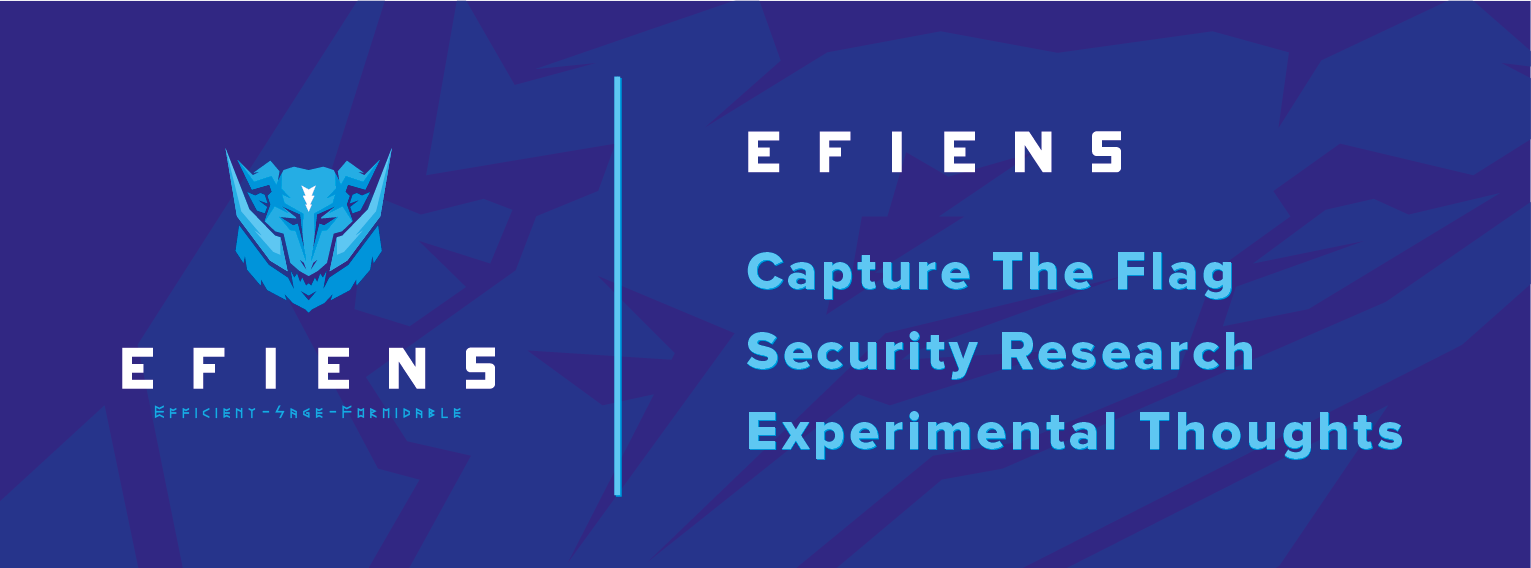 EFIENS
Efficient-Sage-Formidable
EFIENS
Capture The Flag
Security Research
Experimental Thoughts